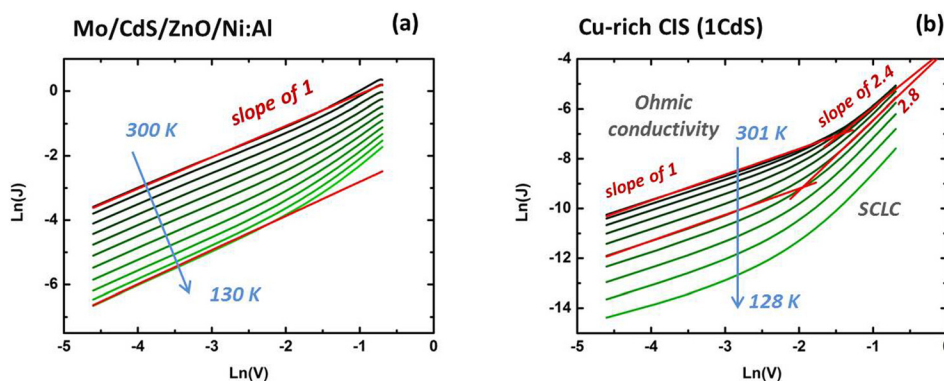 Mo/CdS/ZnO/Ni:Al
(a)
slope of 1
300 K
130 K
Ln(J)
0
-2
-4
-6
-5
-4
-3
-2
-1
0
Ln(V)
Cu-rich CIS (1CdS)
(b)
Ohmic
conductivity
slope of 2.4
2.8
301 K
slope of 1
SCLC
128 K
Ln(J)
-4
-6
-8
-10
-12
-14
-5
-4
-3
-2
-1
0
Ln(V)